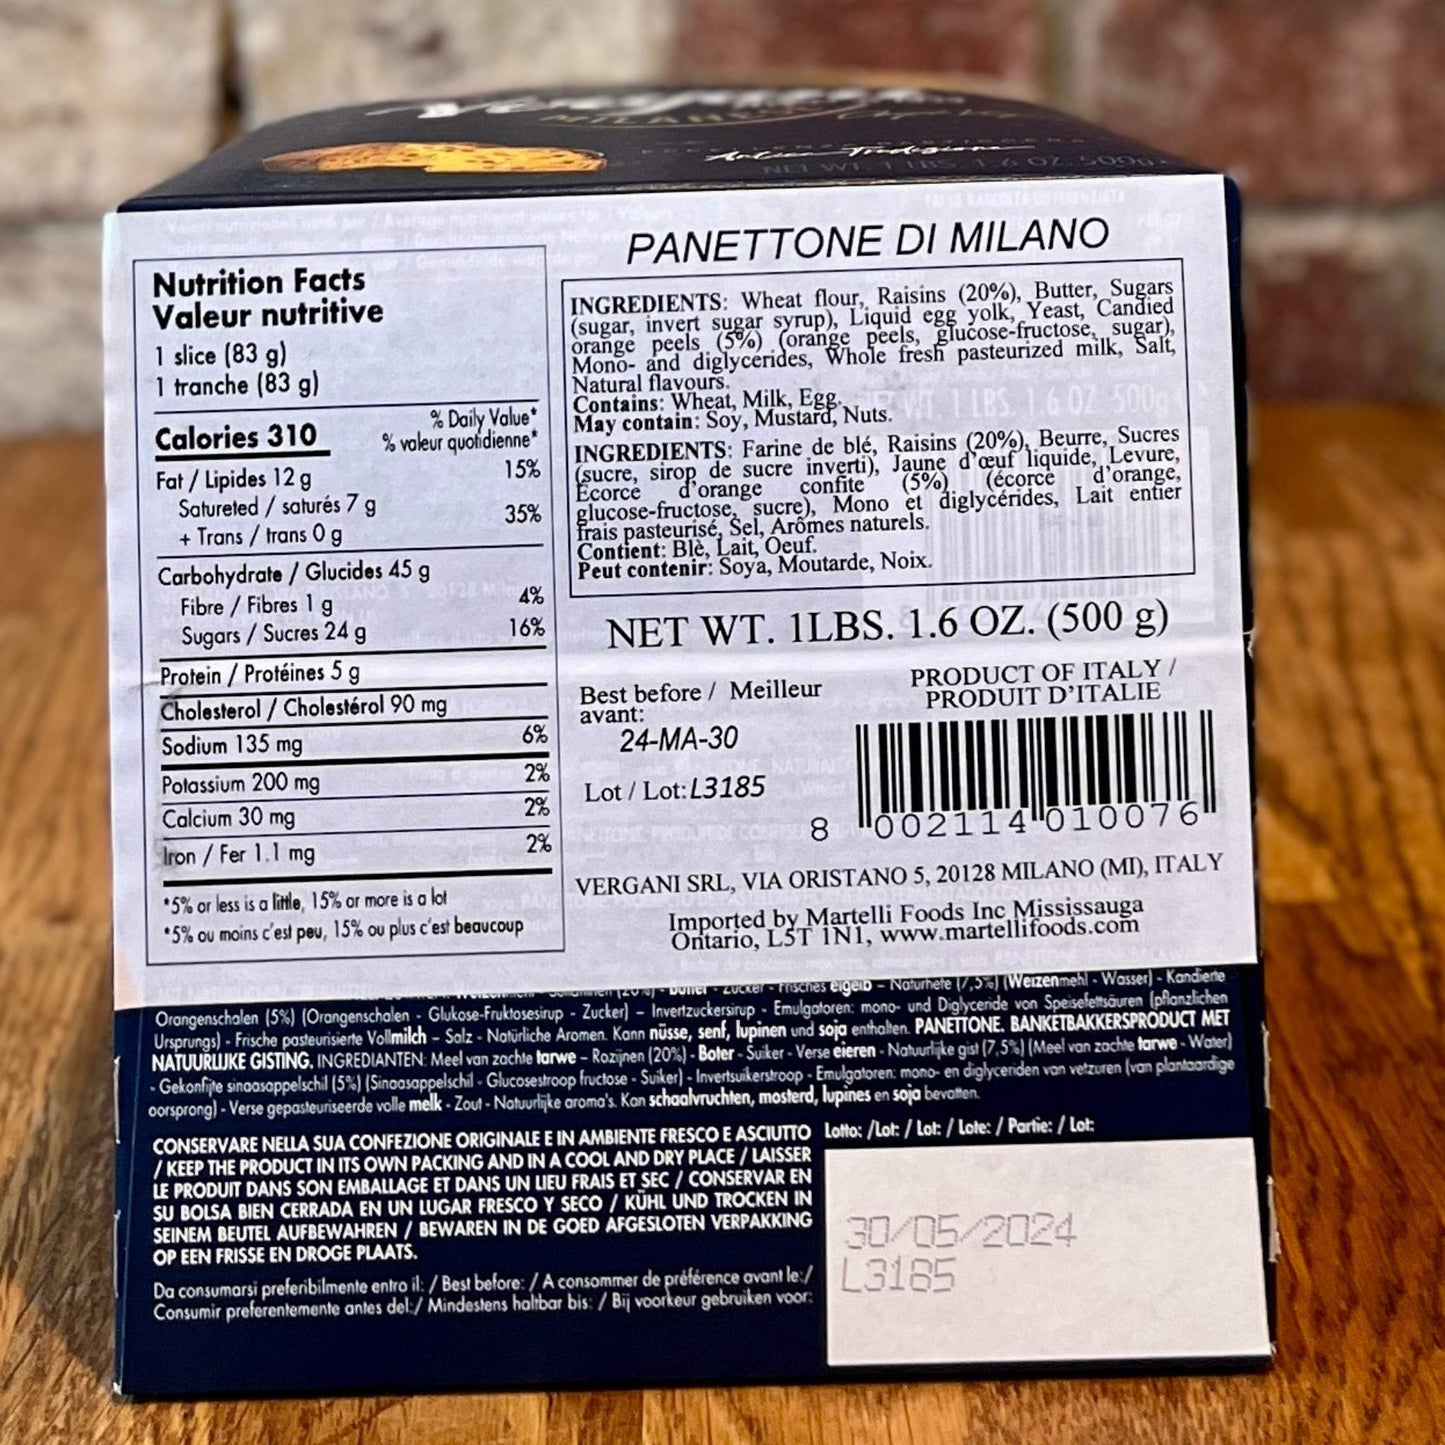 MILANO
Antica Tradizione
NET WT 1 LBS. 1.6 OZ. 500g
PANETTONE DI MILANO
Nutrition Facts
Valeur nutritive
1 slice (83 g)
1 tranche (83 g)
% Daily Value*
Calories 310 % valeur quotidienne*
Fat / Lipides 12 g 15%
Satureted / saturés 7 g 35%
+ Trans / trans 0 g
Carbohydrate / Glucides 45 g
Fibre / Fibres 1 g 4%
Sugars / Sucres 24 g 16%
Protein / Protéines 5 g
Cholesterol / Cholestérol 90 mg
Sodium 135 mg 6%
Potassium 200 mg 2%
Calcium 30 mg 2%
Iron / Fer 1.1 mg 2%
*5% or less is a little, 15% or more is a lot
*5% ou moins c'est peu, 15% ou plus c'est beaucoup
INGREDIENTS: Wheat flour, Raisins (20%), Butter, Sugars
(sugar, invert sugar syrup), Liquid egg yolk, Yeast, Candied
orange peels (5%) (orange peels, glucose-fructose, sugar),
Mono- and diglycerides, Whole fresh pasteurized milk, Salt,
Natural flavours.
Contains: Wheat, Milk, Egg.
May contain: Soy, Mustard, Nuts.
INGREDIENTS: Farine de blé, Raisins (20%), Beurre, Sucres
(sucre, sirop de sucre inverti), Jaune d'œuf liquide, Levure,
Écorce d'orange confite (5%) (écorce d'orange,
glucose-fructose, sucre), Mono et diglycérides, Lait entier
frais pasteurisé, Sel, Arômes naturels.
Contient: Blè, Lait, Oeuf.
Peut contenir: Soya, Moutarde, Noix.
NET WT. 1LBS. 1.6 OZ. (500 g)
PRODUCT OF ITALY /
PRODUIT D'ITALIE
Best before / Meilleur
avant:
24-MA-30
Lot / Lot: L3185
8 002114 010076
VERGANI SRL, VIA ORISTANO 5, 20128 MILANO (MI), ITALY
Imported by Martelli Foods Inc Mississauga
Ontario, L5T 1N1, www.martellifoods.com
Zucker - Frisches eigelb - Naturhefe (7,5%) (Weizenmehl - Wasser) - Kandierte
Orangenschalen (5%) (Orangenschalen - Glukose-Fruktosesirup - Zucker) - Invertzuckersirup - Emulgatoren: mono- und Diglyceride von Speisefettsäuren (pflanzlichen
Ursprungs) - Frische pasteurisierte Vollmilch - Salz - Natürliche Aromen. Kann nüsse, senf, lupinen und soja enthalten. PANETTONE. BANKETBAKKERSPRODUCT MET
NATUURLIJKE GISTING. INGREDIANTEN: Meel van zachte tarwe - Rozijnen (20%) - Boter - Suiker - Verse eieren - Natuurlijke gist (7,5%) (Meel van zachte tarwe - Water)
- Gekonfijte sinaasappelschil (5%) (Sinaasappelschil - Glucosestroop fructose - Suiker) - Invertsuikerstroop - Emulgatoren: mono- en diglyceriden van vetzuren (van plantaardige
oorsprong) - Verse gepasteuriseerde volle melk - Zout - Natuurlijke aroma's. Kan schaalvruchten, mosterd, lupines en soja bevatten.
CONSERVARE NELLA SUA CONFEZIONE ORIGINALE E IN AMBIENTE FRESCO E ASCIUTTO
/ KEEP THE PRODUCT IN ITS OWN PACKING AND IN A COOL AND DRY PLACE / LAISSER
LE PRODUIT DANS SON EMBALLAGE ET DANS UN LIEU FRAIS ET SEC / CONSERVAR EN
SU BOLSA BIEN CERRADA EN UN LUGAR FRESCO Y SECO / KÜHL UND TROCKEN IN
SEINEM BEUTEL AUFBEWAHREN / BEWAREN IN DE GOED AFGESLOTEN VERPAKKING
OP EEN FRISSE EN DROGE PLAATS.
Da consumarsi preferibilmente entro il: / Best before: / A consommer de préférence avant le:/
Consumir preferentemente antes del:/ Mindestens haltbar bis: / Bij voorkeur gebruiken voor:
Lotto: /Lot: / Lot: / Lote: / Partie: / Lot:
30/05/2024
L3185